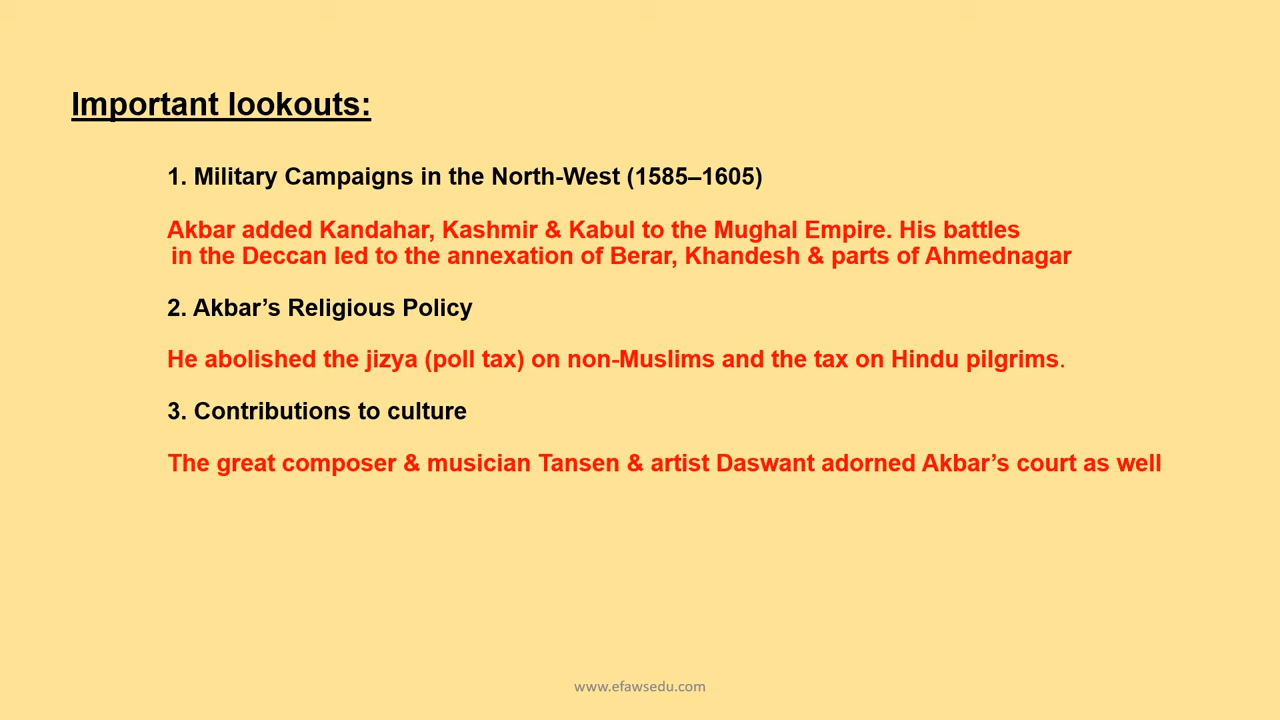 Important lookouts:
1. Military Campaigns in the North-West (1585–1605)
Akbar added Kandahar, Kashmir & Kabul to the Mughal Empire. His battles
in the Deccan led to the annexation of Berar, Khandesh & parts of Ahmednagar
2. Akbar’s Religious Policy
He abolished the jizya (poll tax) on non-Muslims and the tax on Hindu pilgrims.
3. Contributions to culture
The great composer & musician Tansen & artist Daswant adorned Akbar’s court as well
www.efawsedu.com